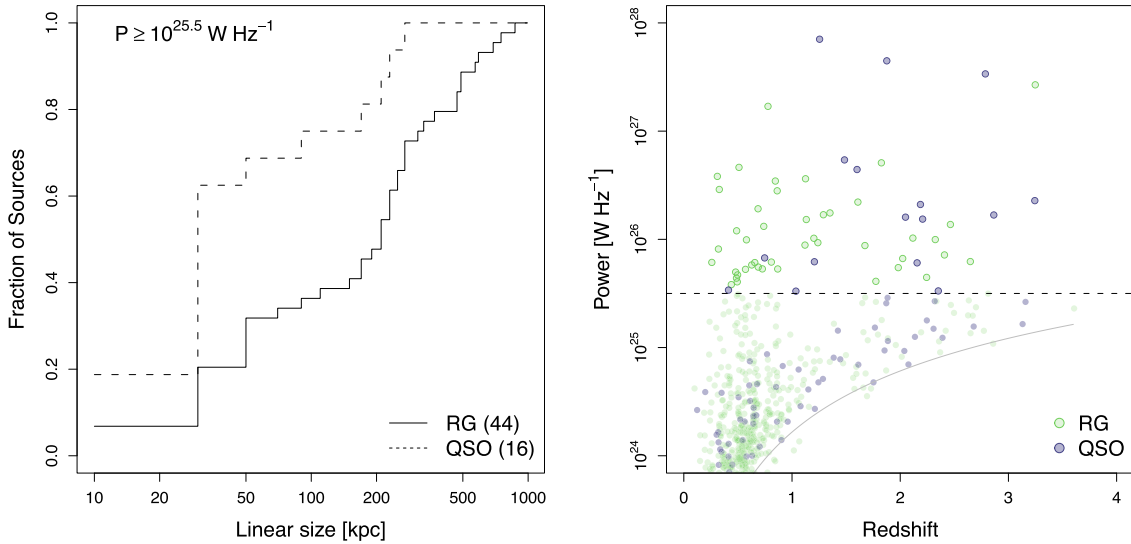 P ≥ 10^25.5 W Hz^−1
Fraction of Sources
1.0
0.8
0.6
0.4
0.2
0.0
RG (44)
QSO (16)
10 20 50 100 200 500 1000
Linear size [kpc]
Power [W Hz^−1]
10^28
10^27
10^26
10^25
10^24
RG
QSO
0 1 2 3 4
Redshift